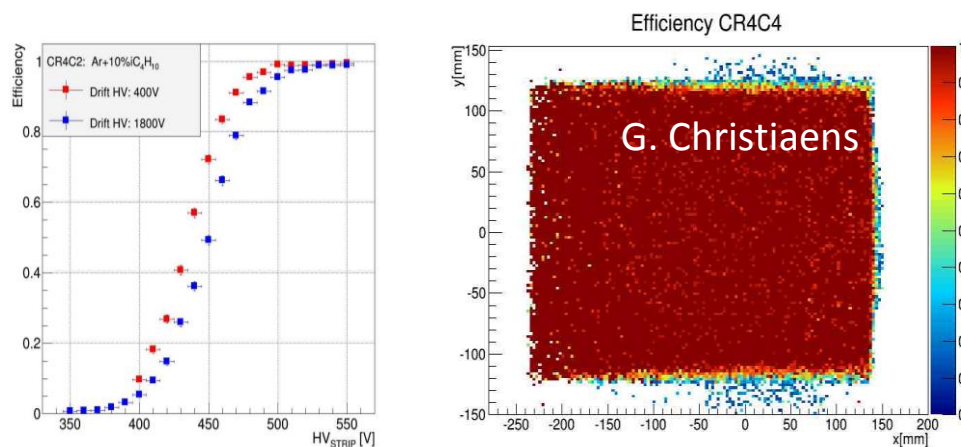 Efficiency
CR4C2: Ar+10%iC₄H₁₀
Drift HV: 400V
Drift HV: 1800V
1
0.8
0.6
0.4
0.2
0
350 400 450 500 550
HV_STRIP [V]
Efficiency CR4C4
y[mm]
G. Christiaens
150
100
50
0
-50
-100
-150
-250 -200 -150 -100 -50 0 50 100 150 200
x[mm]